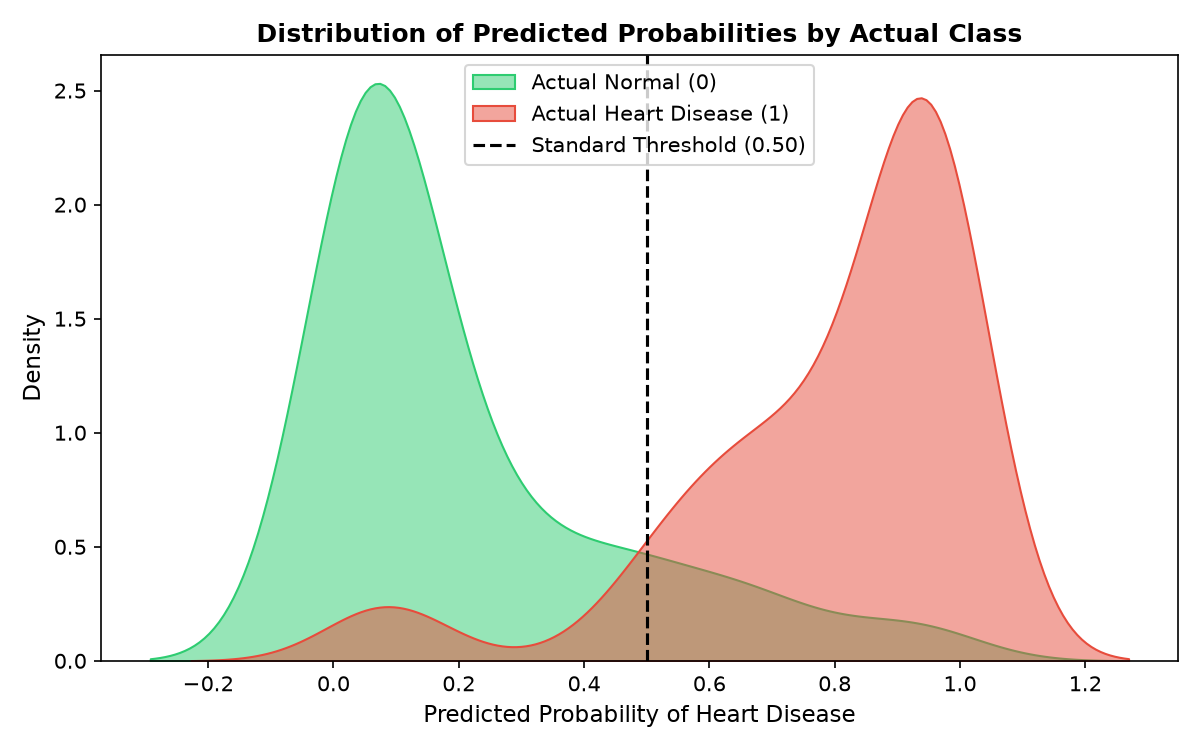 Distribution of Predicted Probabilities by Actual Class
Actual Normal (0)
Actual Heart Disease (1)
Standard Threshold (0.50)
Density
2.5
2.0
1.5
1.0
0.5
0.0
−0.2 0.0 0.2 0.4 0.6 0.8 1.0 1.2
Predicted Probability of Heart Disease